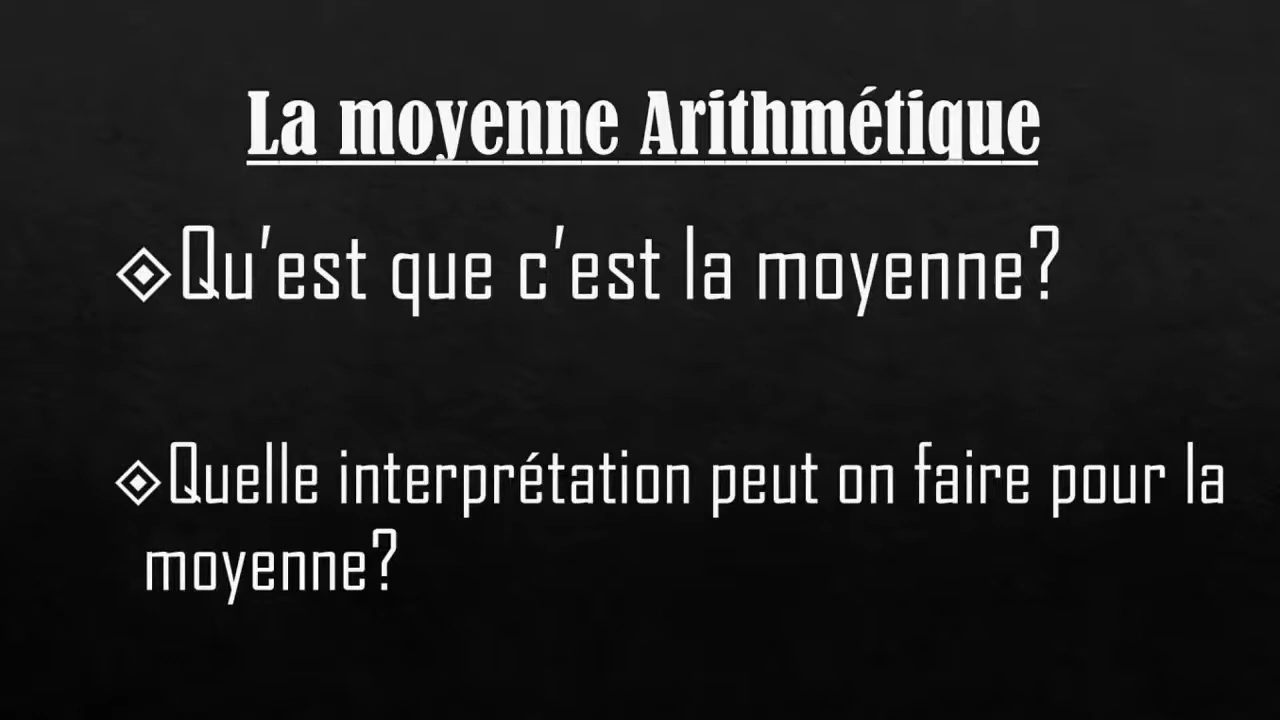 La moyenne Arithmétique
Qu'est que c'est la moyenne?
Quelle interprétation peut on faire pour la
moyenne?